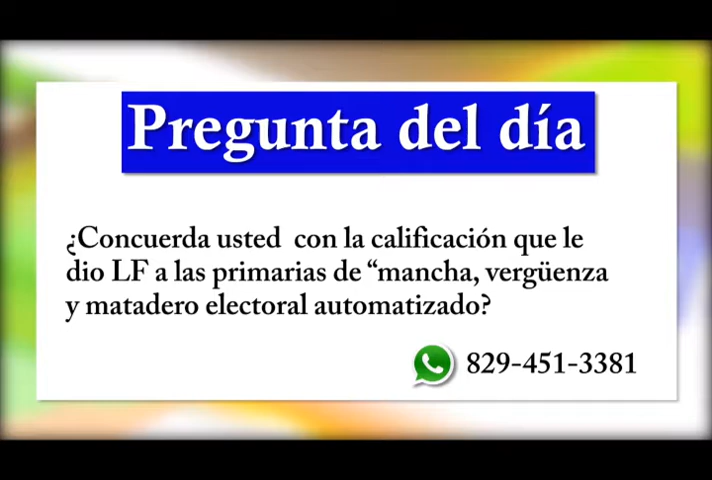 Pregunta del día
¿Concuerda usted  con la calificación que le
dio LF a las primarias de “mancha, vergüenza
y matadero electoral automatizado?
829-451-3381